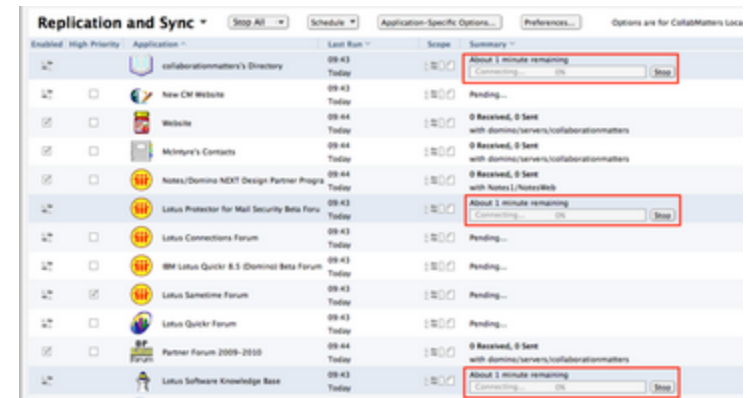 Replication and Sync Stop All Schedule Application-Specific Options... Preferences... Options are for CollabMatters Loca
Enabled High Priority Application Last Run Scope Summary
collaborationmatters's Directory 09:43 Today About 1 minute remaining Connecting... 0% Stop
New CM Website 09:43 Today Pending...
Website 09:44 Today 0 Received, 0 Sent with domino/servers/collaborationmatters
McIntyre's Contacts 09:44 Today 0 Received, 0 Sent with domino/servers/collaborationmatters
Notes/Domino NEXT Design Partner Progra 09:44 Today 0 Received, 0 Sent with Notes1/NotesWeb
Lotus Protector for Mail Security Beta Foru 09:43 Today About 1 minute remaining Connecting... 0% Stop
Lotus Connections Forum 09:43 Today Pending...
IBM Lotus Quickr 8.5 (Domino) Beta Forum 09:43 Today Pending...
Lotus Sametime Forum 09:43 Today Pending...
Lotus Quickr Forum 09:43 Today Pending...
Partner Forum 2009-2010 09:44 Today 0 Received, 0 Sent with domino/servers/collaborationmatters
Lotus Software Knowledge Base 09:43 Today About 1 minute remaining Connecting... 0% Stop